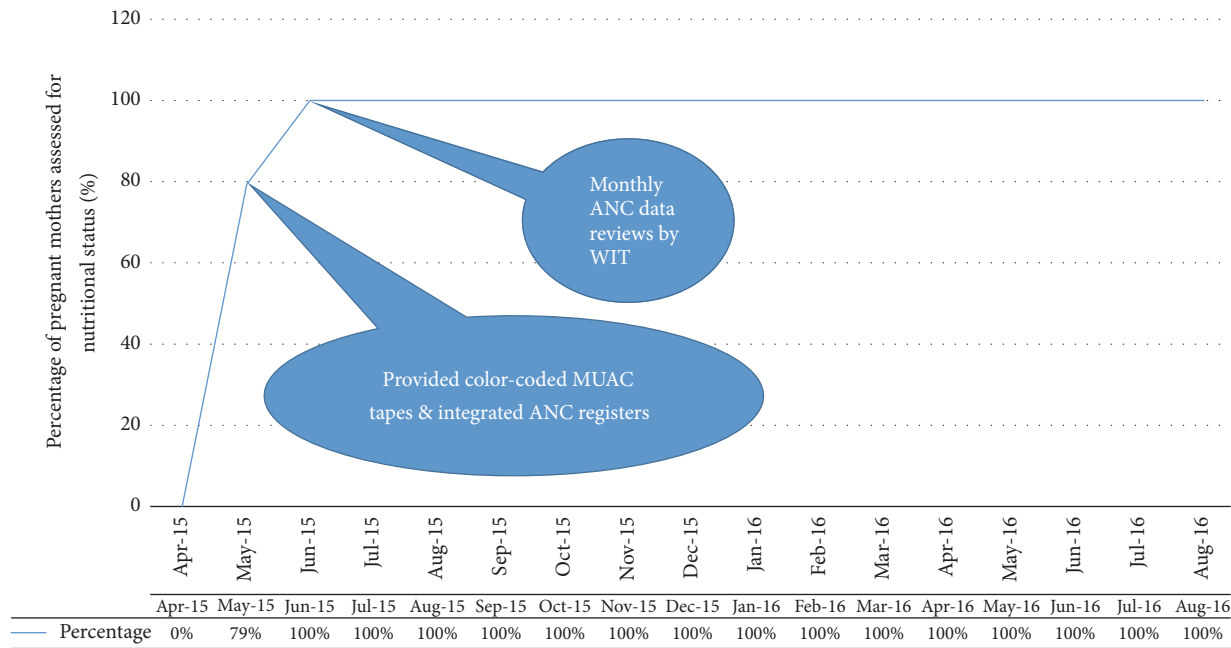 Percentage of pregnant mothers assessed for
nutritional status (%)
120
100
80
60
40
20
0
Monthly
ANC data
reviews by
WIT
Provided color-coded MUAC
tapes & integrated ANC registers
Apr-15 May-15 Jun-15 Jul-15 Aug-15 Sep-15 Oct-15 Nov-15 Dec-15 Jan-16 Feb-16 Mar-16 Apr-16 May-16 Jun-16 Jul-16 Aug-16
Apr-15 May-15 Jun-15 Jul-15 Aug-15 Sep-15 Oct-15 Nov-15 Dec-15 Jan-16 Feb-16 Mar-16 Apr-16 May-16 Jun-16 Jul-16 Aug-16
Percentage 0% 79% 100% 100% 100% 100% 100% 100% 100% 100% 100% 100% 100% 100% 100% 100% 100%